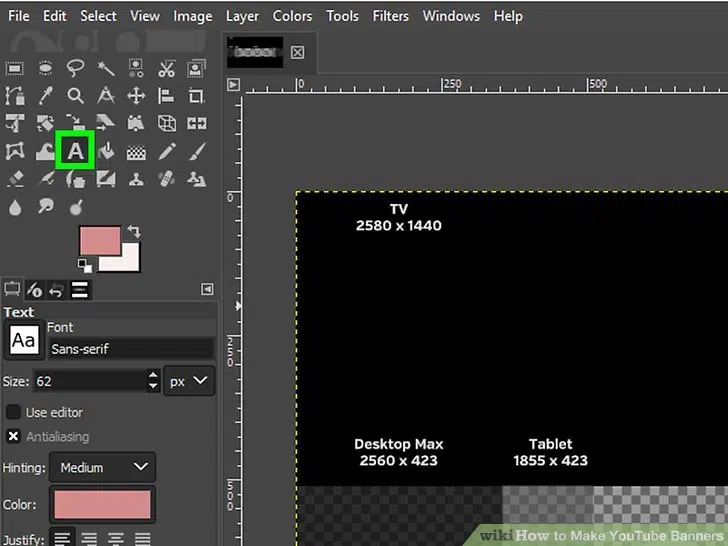 File Edit Select View Image Layer Colors Tools Filters Windows Help
0 250 500
A
0
TV
2580 x 1440
250
Text
Aa
Font
Sans-serif
Size: 62 px
Use editor
Antialiasing
Hinting: Medium
Color:
Justify:
Desktop Max
2560 x 423
Tablet
1855 x 423
500
wikiHow to Make YouTube Banners